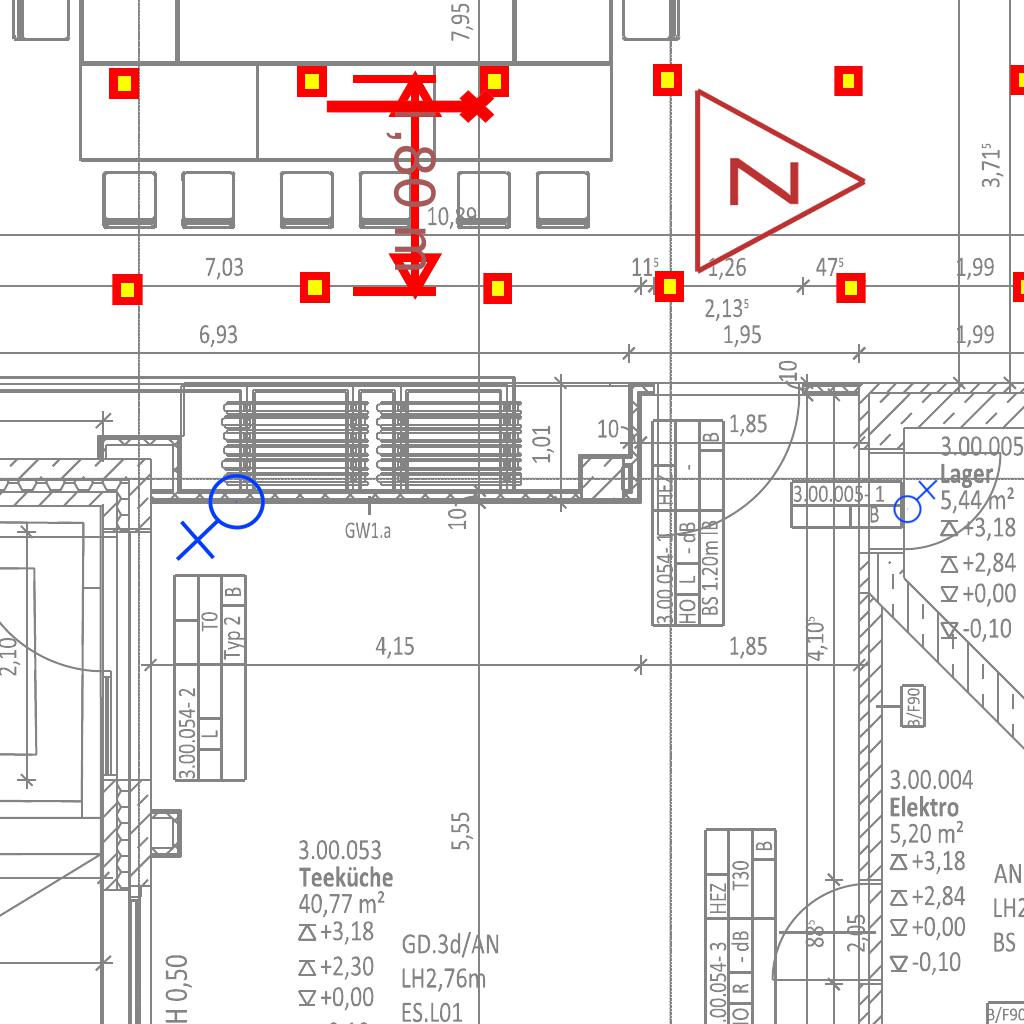 7,95
1,80 m
N
3,71⁵
10,89
7,03
11⁵
1,26
47⁵
1,99
2,13⁵
6,93
1,95
1,99
10
10
1,85
1,01
10
GW1.a
HEZ
-
B
3.00.054-
HO
L
- dB
BS 1.20m
B
3.00.005- 1
B
3.00.005
Lager
5,44 m²
+3,18
+2,84
+0,00
-0,10
3.00.054- 2
L
T0
Typ 2
B
4,15
1,85
4,10⁵
2,10
B/F90
3.00.004
Elektro
5,20 m²
+3,18
+2,84
+0,00
-0,10
5,55
3.00.053
Teeküche
40,77 m²
+3,18
+2,30
+0,00
GD.3d/AN
LH2,76m
ES.L01
HEZ
T30
B
.00.054- 3
R
- dB
88⁵
2,05
AN
LH2
BS
H 0,50
B/F90